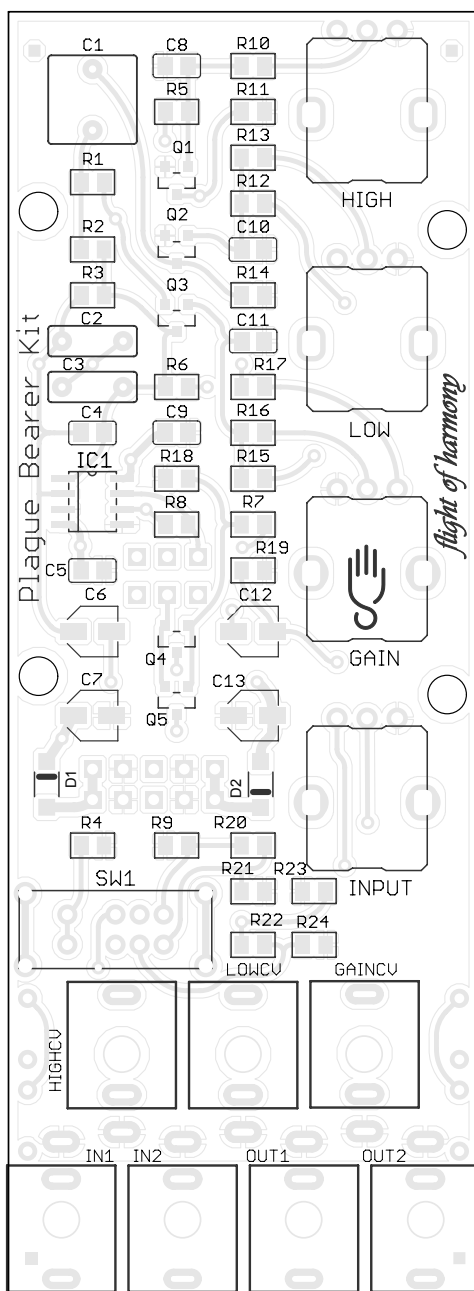 C1 C8 R10
HIGH
R5 R11
Q1 R13
R1 R12
Q2 C10
R2
R3 Q3 R14
C2 C11
LOW
C3 R6 R17
C4 C9 R16
IC1 R18 R15
R8 R7
C5 R19
GAIN
C6 Q4 C12
C7 Q5 C13
D1 D2
INPUT
R4 R9 R20
SW1 R21 R23
R22 R24
Plague Bearer Kit
flight of harmony
HIGHCV LOWCV GAINCV
IN1 IN2 OUT1 OUT2